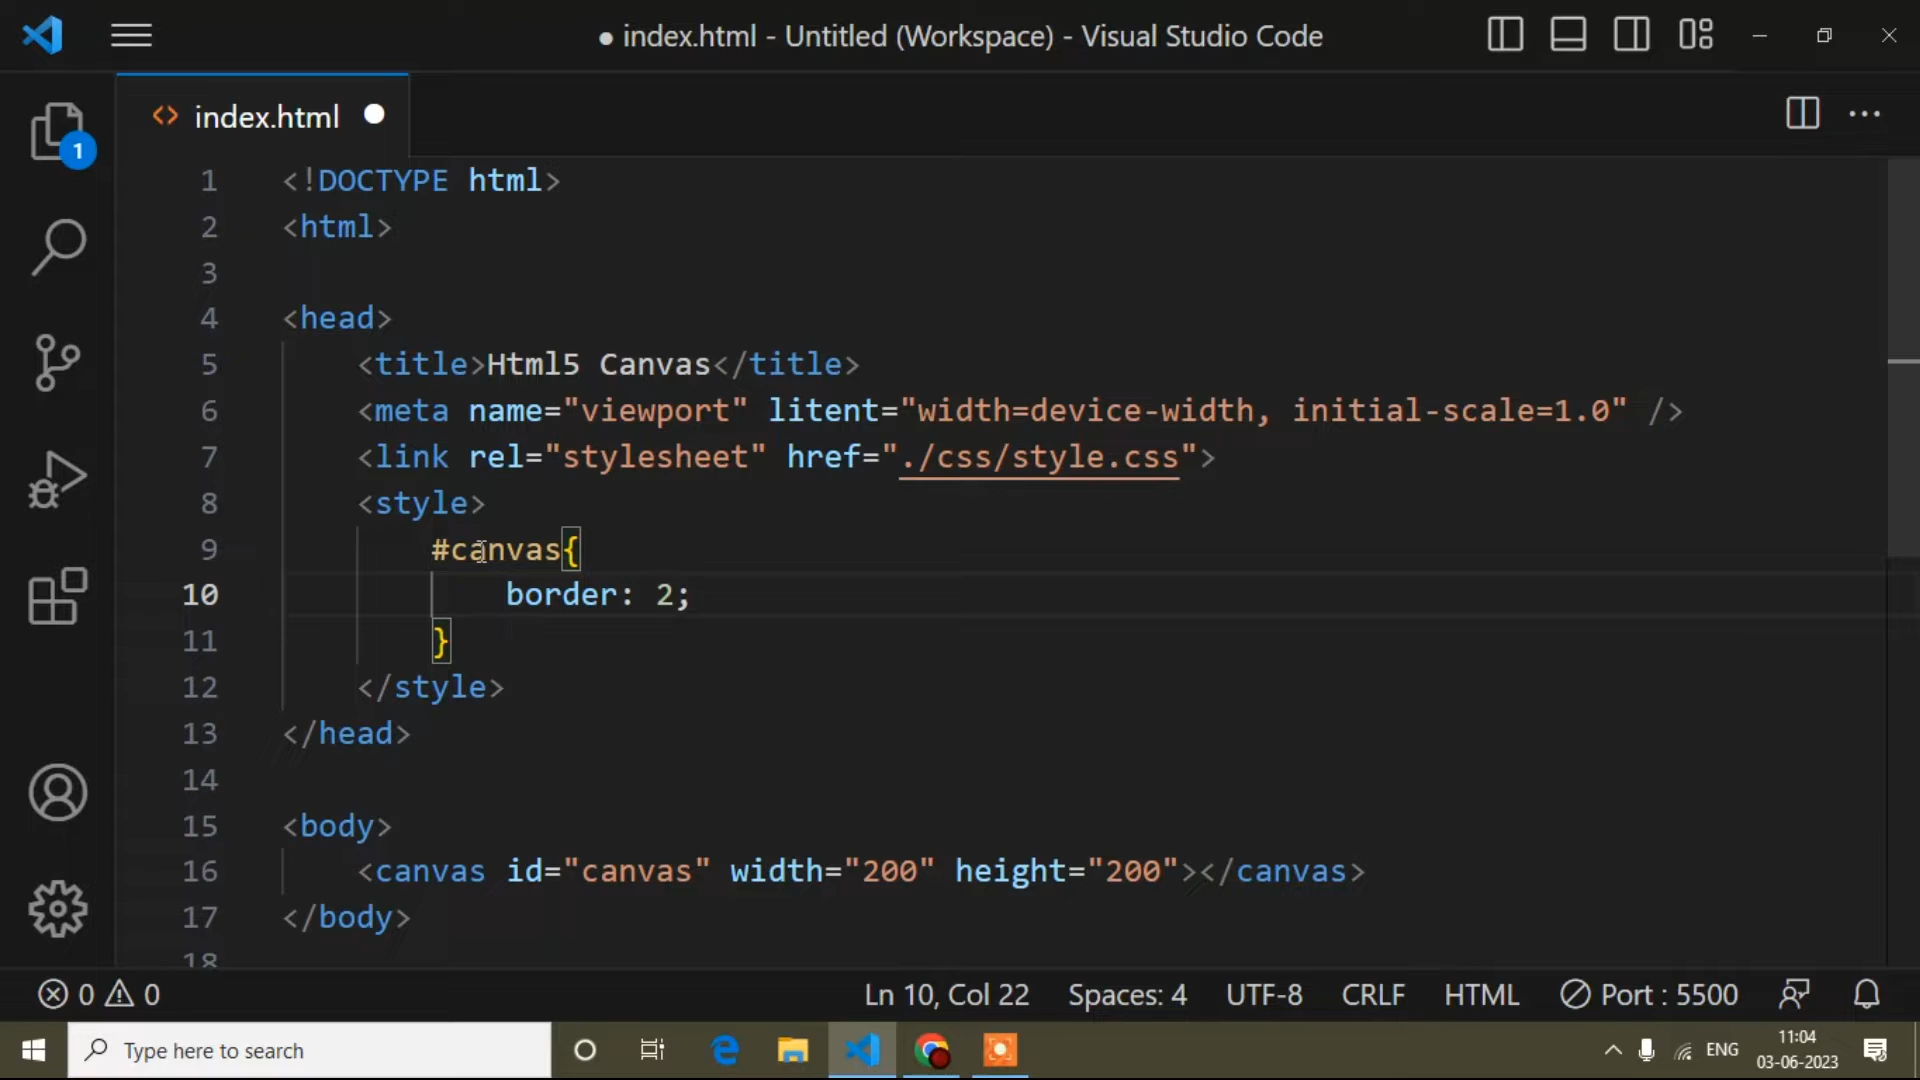 ● index.html - Untitled (Workspace) - Visual Studio Code
<> index.html
1
1 <!DOCTYPE html>
2 <html>
3
4 <head>
5 <title>Html5 Canvas</title>
6 <meta name="viewport" litent="width=device-width, initial-scale=1.0" />
7 <link rel="stylesheet" href="./css/style.css">
8 <style>
9 #canvas{
10 border: 2;
11 }
12 </style>
13 </head>
14
15 <body>
16 <canvas id="canvas" width="200" height="200"></canvas>
17 </body>
18
0 0 Ln 10, Col 22 Spaces: 4 UTF-8 CRLF HTML Port : 5500
Type here to search ENG 11:04
03-06-2023